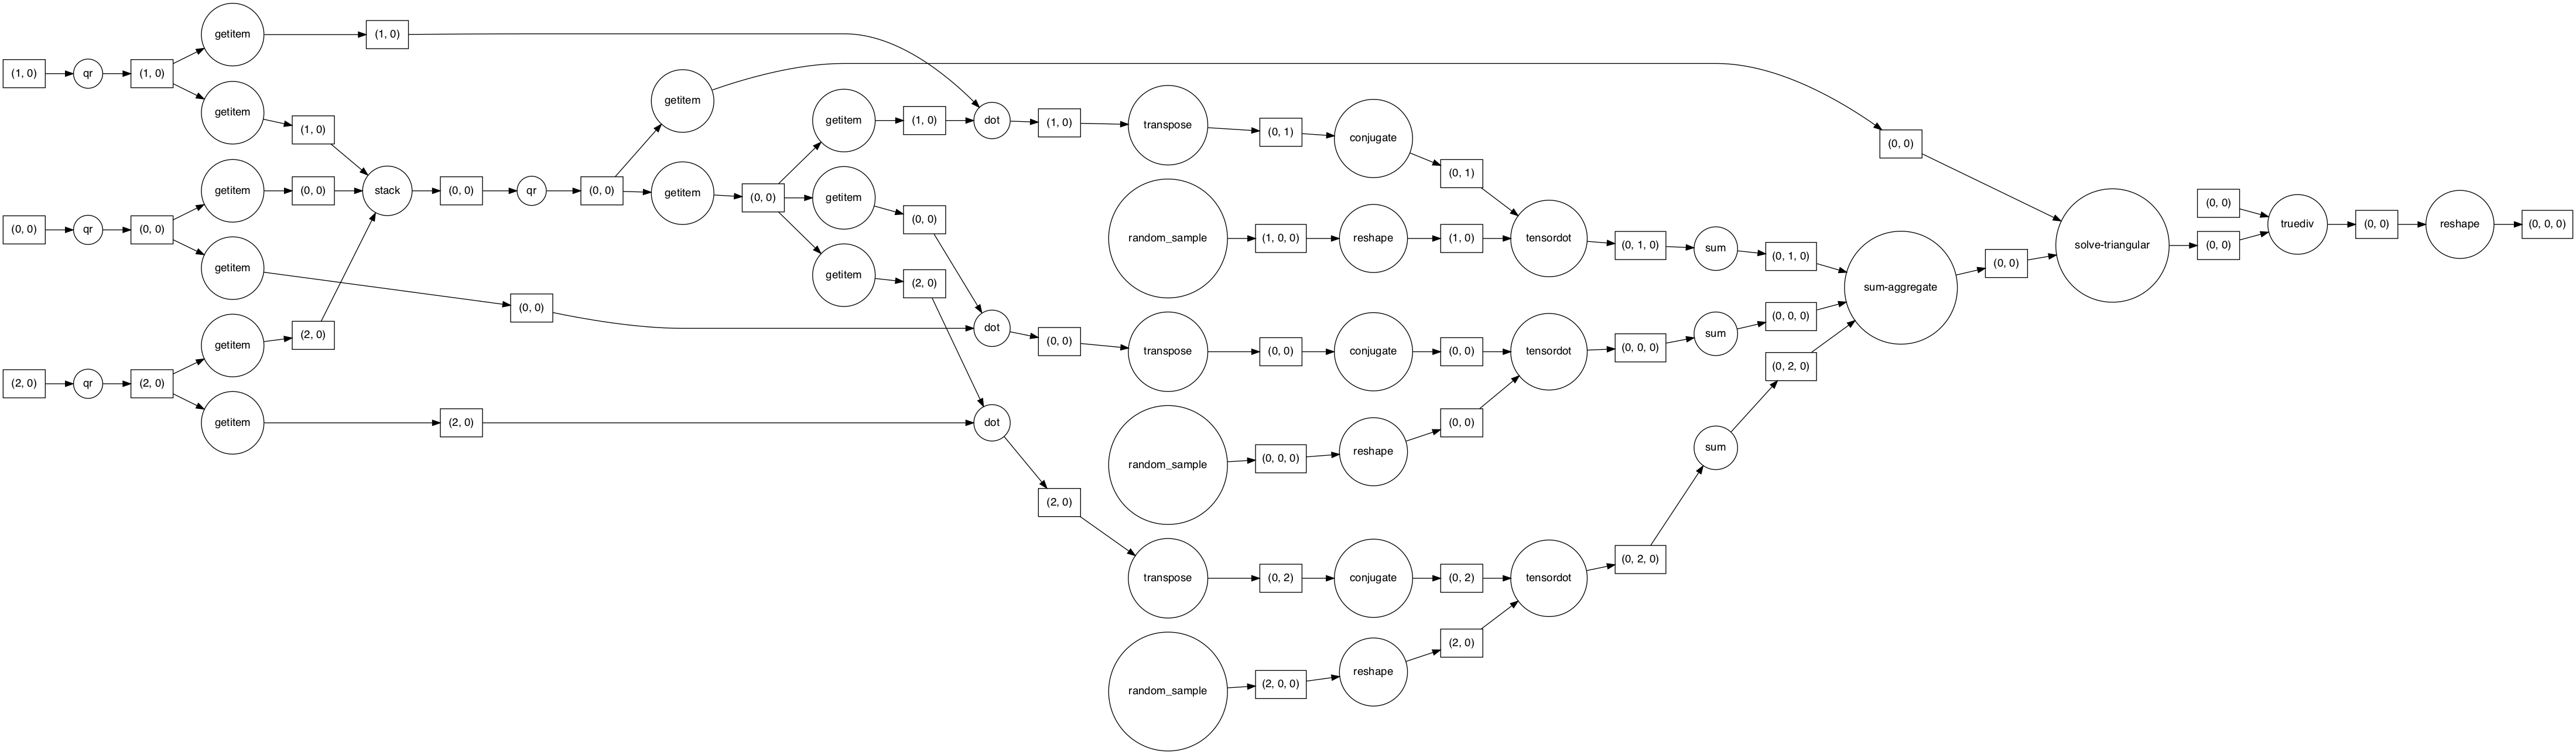 getitem
(1, 0)
(1, 0)
qr
(1, 0)
getitem
(1, 0)
getitem
(0, 0)
stack
(0, 0)
qr
(0, 0)
(0, 0)
qr
(0, 0)
getitem
(0, 0)
getitem
(2, 0)
(2, 0)
qr
(2, 0)
getitem
(2, 0)
getitem
getitem
(0, 0)
getitem
(1, 0)
getitem
(0, 0)
getitem
(2, 0)
dot
(1, 0)
dot
(0, 0)
dot
(2, 0)
transpose
(0, 1)
conjugate
(0, 1)
random_sample
(1, 0, 0)
reshape
(1, 0)
tensordot
(0, 1, 0)
sum
(0, 1, 0)
transpose
(0, 0)
conjugate
(0, 0)
tensordot
(0, 0, 0)
sum
(0, 0, 0)
random_sample
(0, 0, 0)
reshape
(0, 0)
(0, 2, 0)
sum
transpose
(0, 2)
conjugate
(0, 2)
tensordot
(0, 2, 0)
random_sample
(2, 0, 0)
reshape
(2, 0)
(0, 0)
sum-aggregate
(0, 0)
solve-triangular
(0, 0)
(0, 0)
truediv
(0, 0)
reshape
(0, 0, 0)